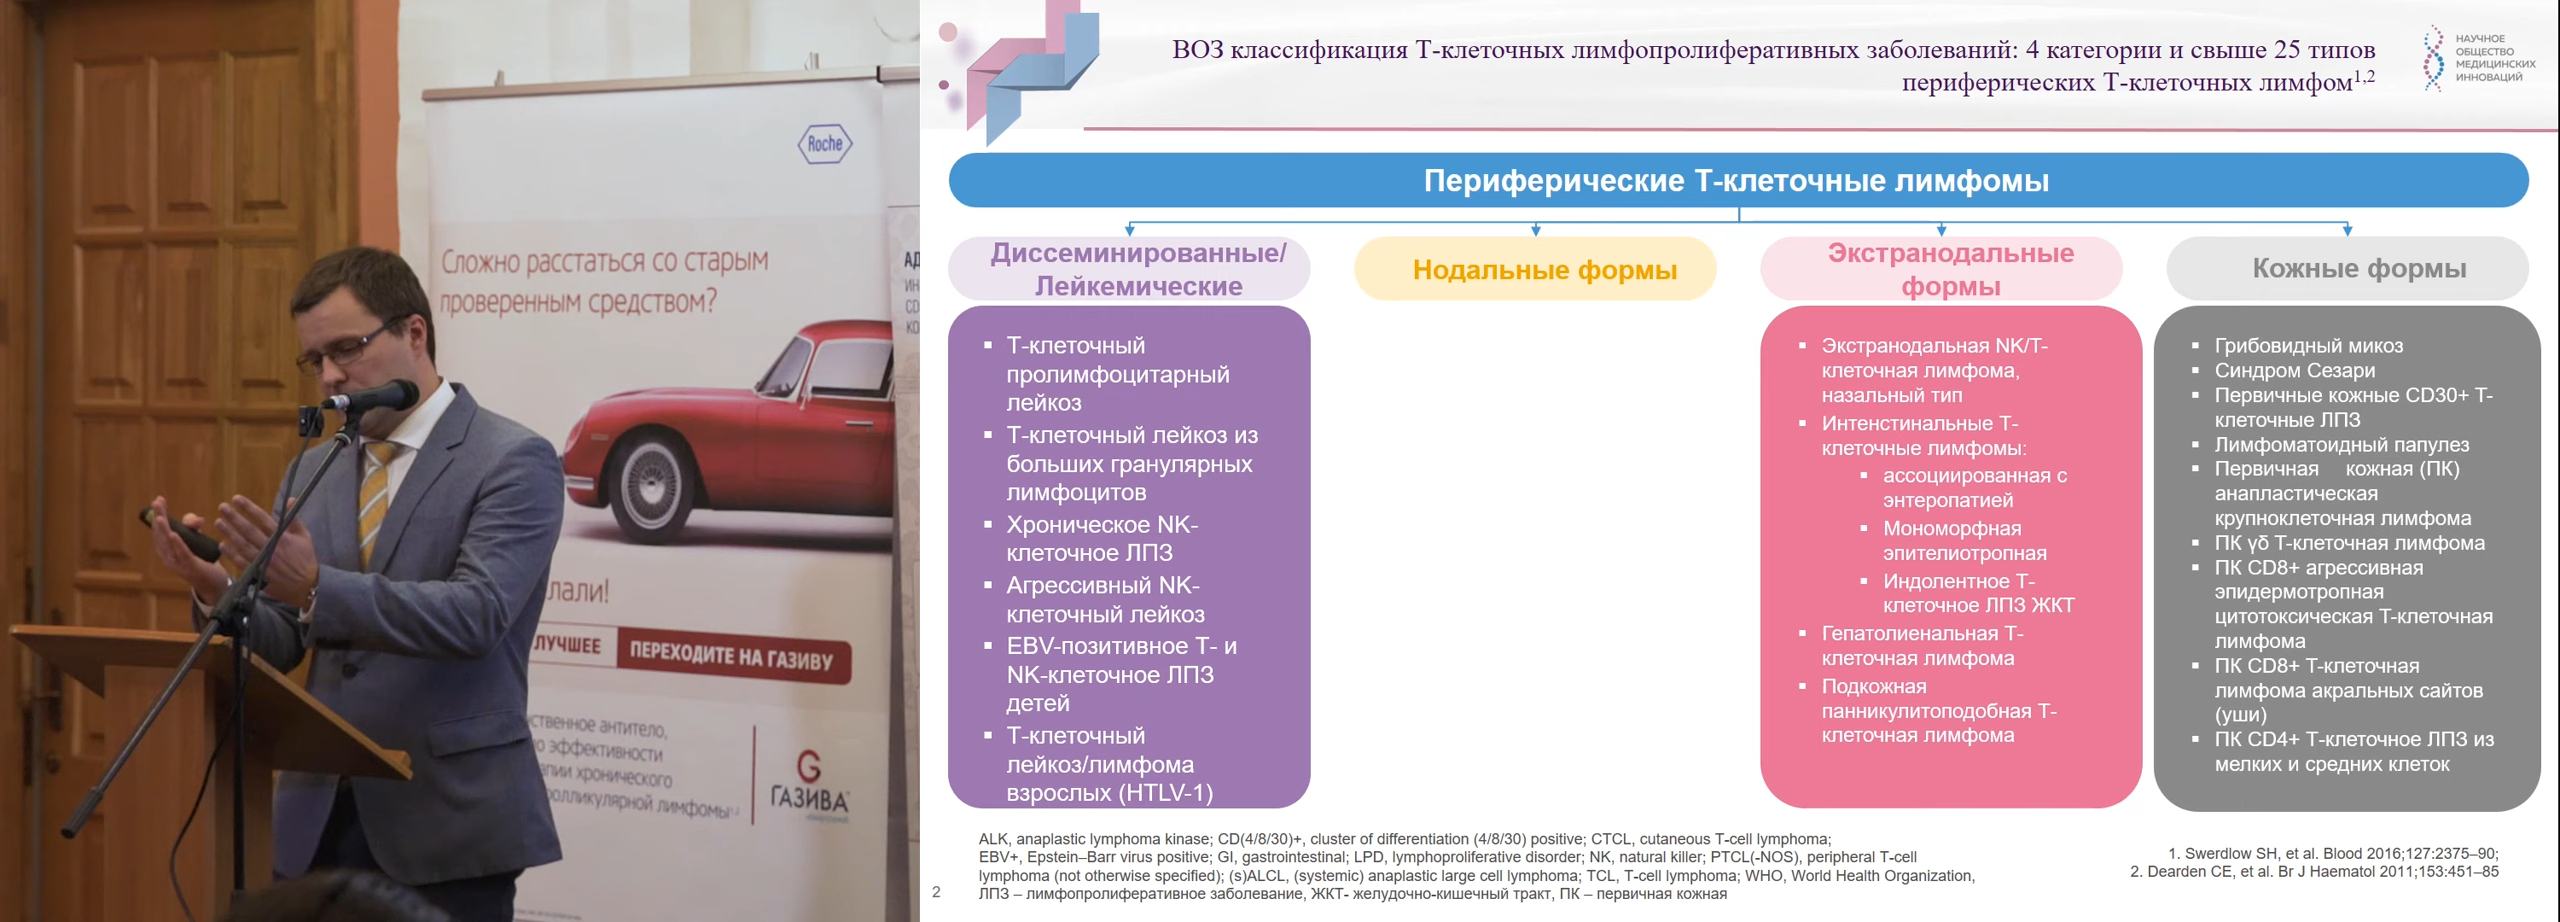 Roche
Сложно расстаться со старым
проверенным средством?
лали!
ЛУЧШЕЕ
ПЕРЕХОДИТЕ НА ГАЗИВУ
антитело,
эффективности
хронического
лимфомы
ГАЗИВА
ВОЗ классификация Т-клеточных лимфопролиферативных заболеваний: 4 категории и свыше 25 типов
периферических Т-клеточных лимфом1,2
НАУЧНОЕ
ОБЩЕСТВО
МЕДИЦИНСКИХ
ИННОВАЦИЙ
Периферические Т-клеточные лимфомы
Диссеминированные/
Лейкемические
▪ Т-клеточный
пролимфоцитарный
лейкоз
▪ Т-клеточный лейкоз из
больших гранулярных
лимфоцитов
▪ Хроническое NK-
клеточное ЛПЗ
▪ Агрессивный NK-
клеточный лейкоз
▪ EBV-позитивное Т- и
NK-клеточное ЛПЗ
детей
▪ Т-клеточный
лейкоз/лимфома
взрослых (HTLV-1)
Нодальные формы
Экстранодальные
формы
▪ Экстранодальная NK/Т-
клеточная лимфома,
назальный тип
▪ Интенстинальные Т-
клеточные лимфомы:
▪ ассоциированная с
энтеропатией
▪ Мономорфная
эпителиотропная
▪ Индолентное Т-
клеточное ЛПЗ ЖКТ
▪ Гепатолиенальная Т-
клеточная лимфома
▪ Подкожная
панникулитоподобная Т-
клеточная лимфома
Кожные формы
▪ Грибовидный микоз
▪ Синдром Сезари
▪ Первичные кожные CD30+ Т-
клеточные ЛПЗ
▪ Лимфоматоидный папулез
▪ Первичная кожная (ПК)
анапластическая
крупноклеточная лимфома
▪ ПК γδ Т-клеточная лимфома
▪ ПК CD8+ агрессивная
эпидермотропная
цитотоксическая Т-клеточная
лимфома
▪ ПК CD8+ Т-клеточная
лимфома акральных сайтов
(уши)
▪ ПК CD4+ Т-клеточное ЛПЗ из
мелких и средних клеток
ALK, anaplastic lymphoma kinase; CD(4/8/30)+, cluster of differentiation (4/8/30) positive; CTCL, cutaneous T-cell lymphoma;
EBV+, Epstein–Barr virus positive; GI, gastrointestinal; LPD, lymphoproliferative disorder; NK, natural killer; PTCL(-NOS), peripheral T-cell
lymphoma (not otherwise specified); (s)ALCL, (systemic) anaplastic large cell lymphoma; TCL, T-cell lymphoma; WHO, World Health Organization,
ЛПЗ – лимфопролиферативное заболевание, ЖКТ- желудочно-кишечный тракт, ПК – первичная кожная
1. Swerdlow SH, et al. Blood 2016;127:2375–90;
2. Dearden CE, et al. Br J Haematol 2011;153:451–85
2